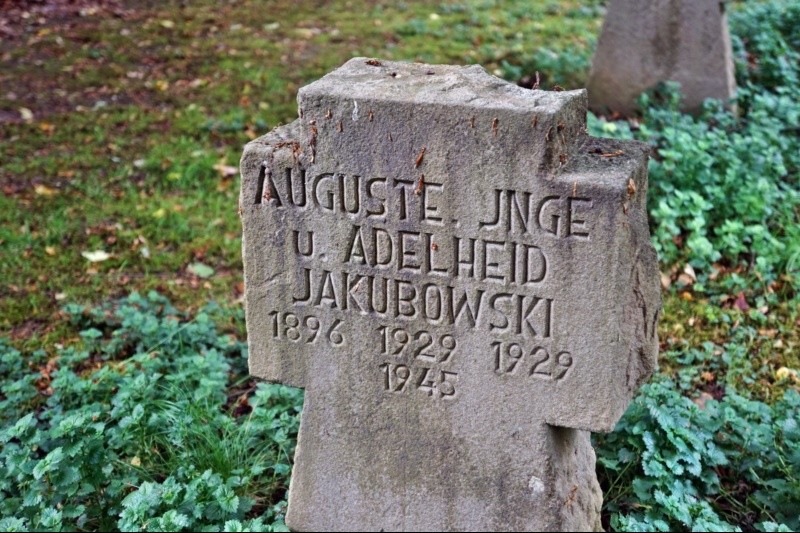 AUGUSTE. JNGE
u. ADELHEID
JAKUBOWSKI
1896 1929 1929
1945